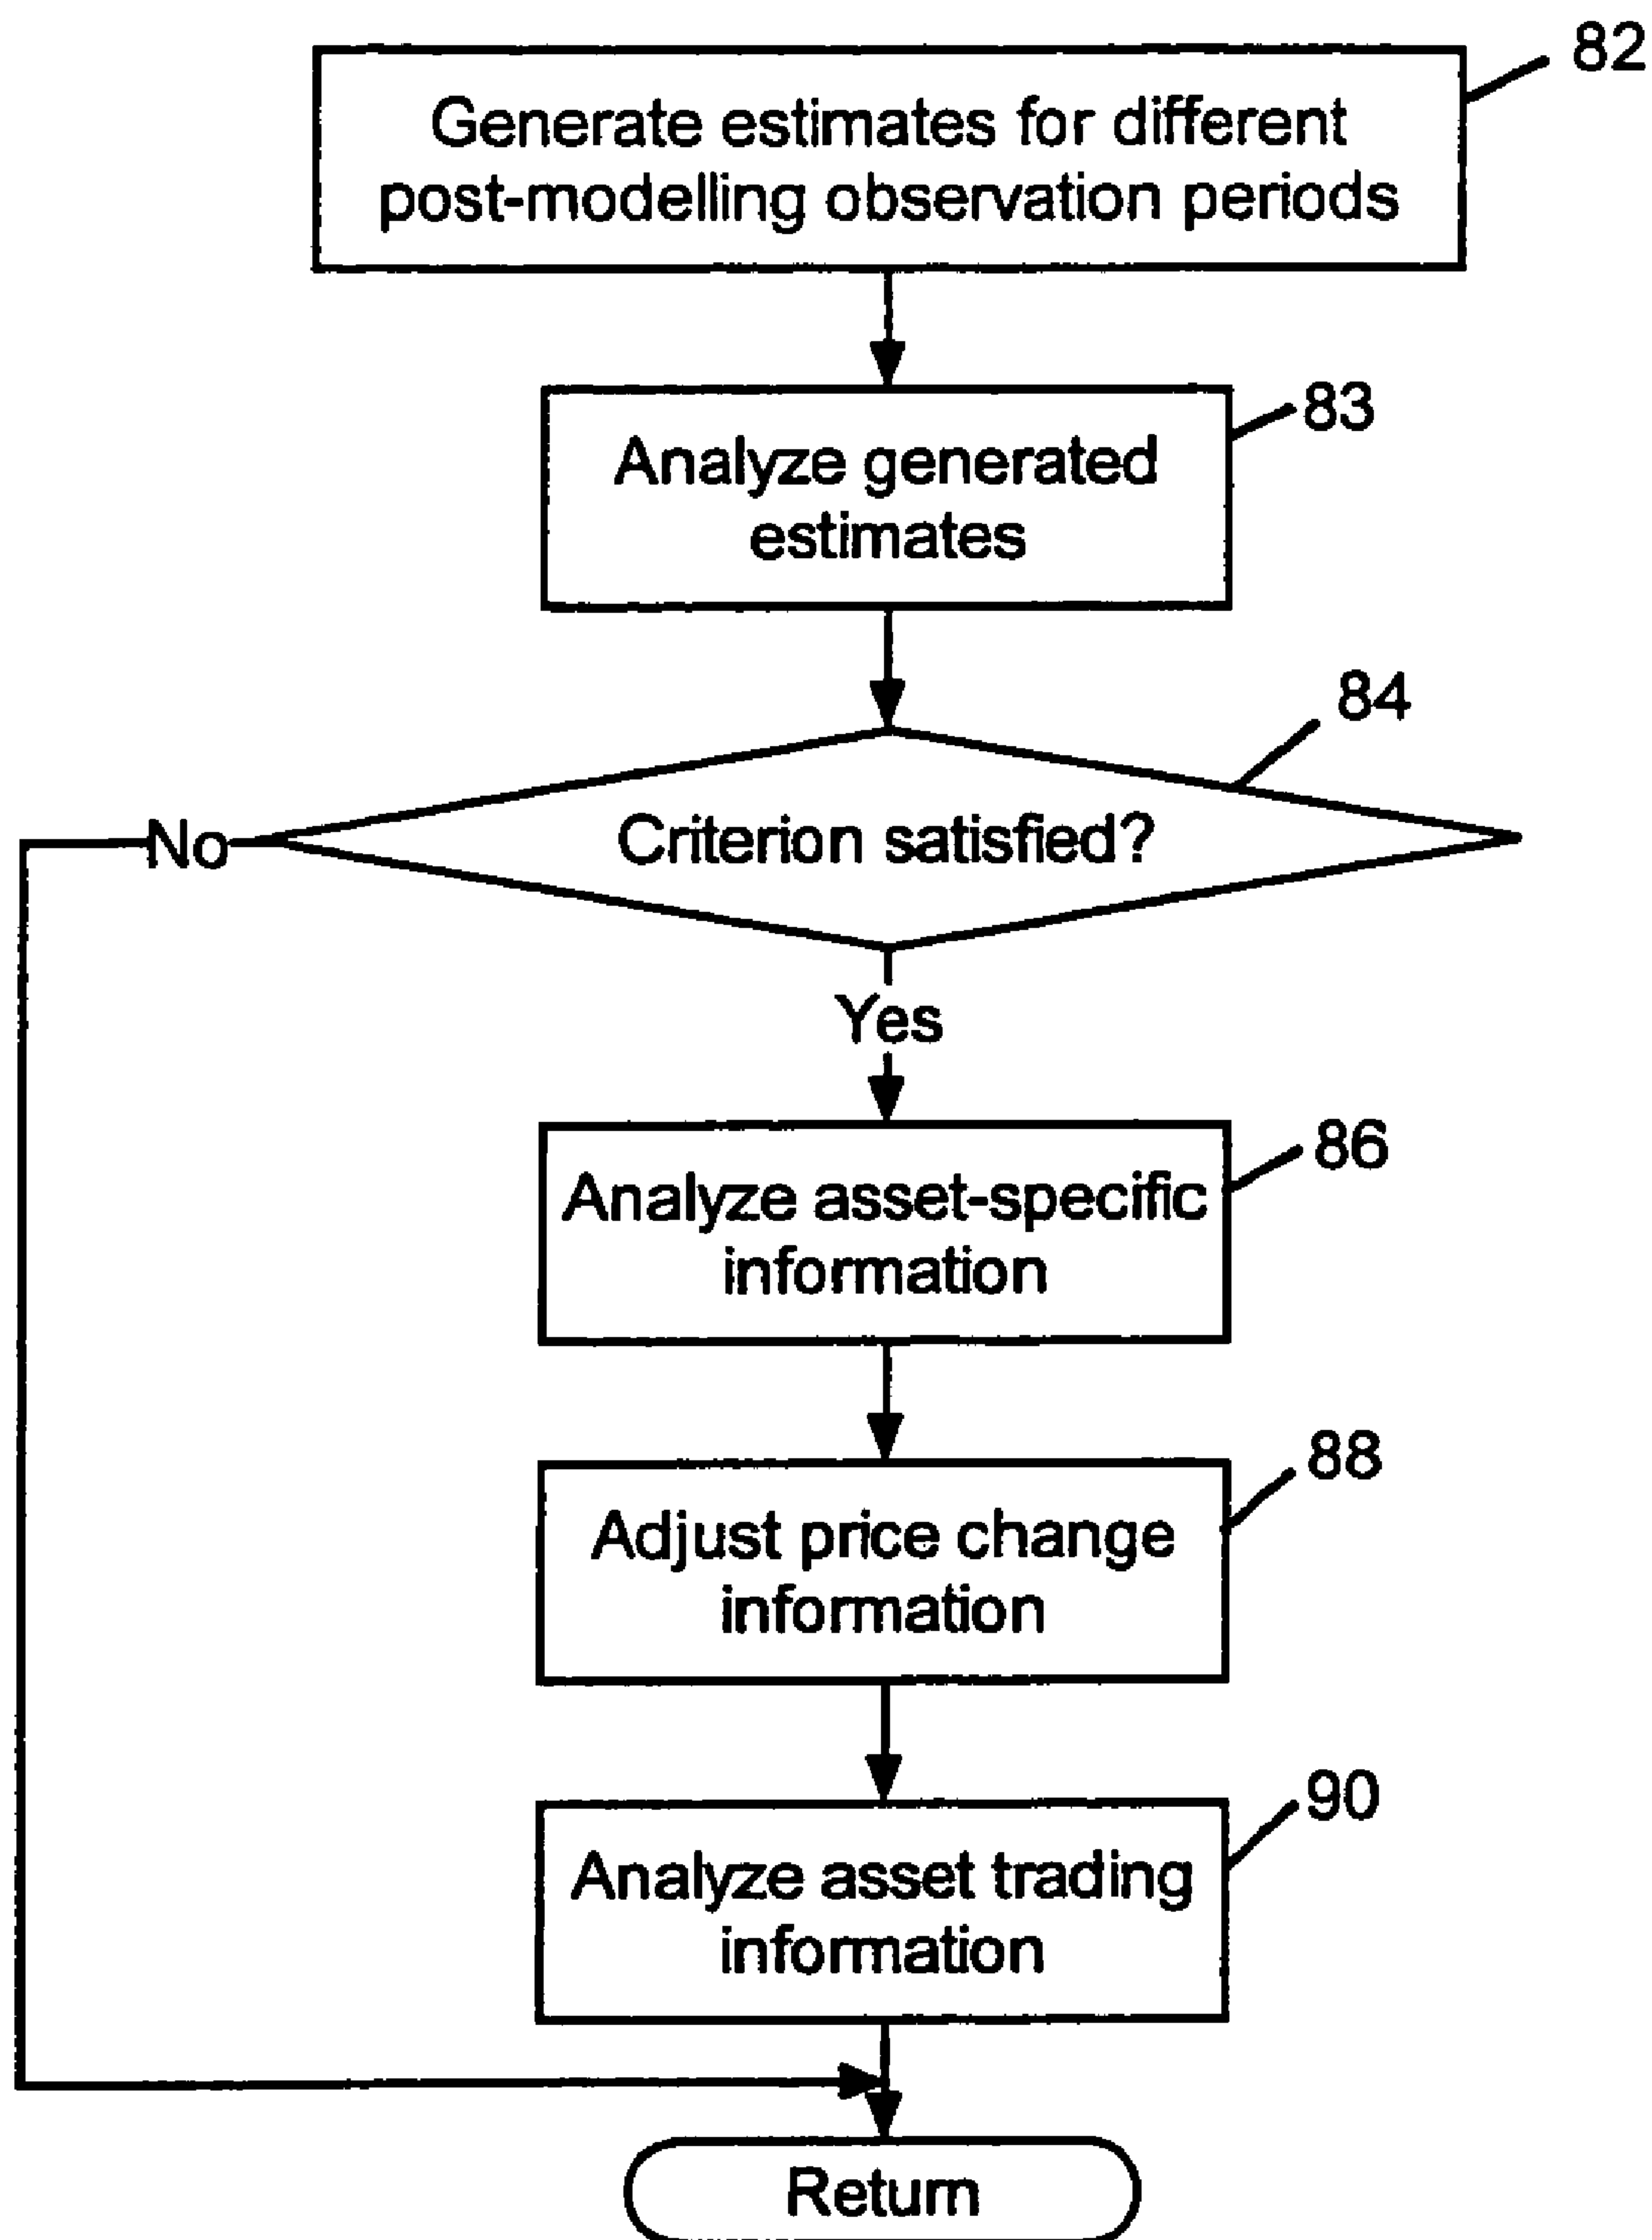 82
Generate estimates for different
post-modelling observation periods
83
Analyze generated
estimates
84
Criterion satisfied?
No
Yes
86
Analyze asset-specific
information
88
Adjust price change
information
90
Analyze asset trading
information
Return